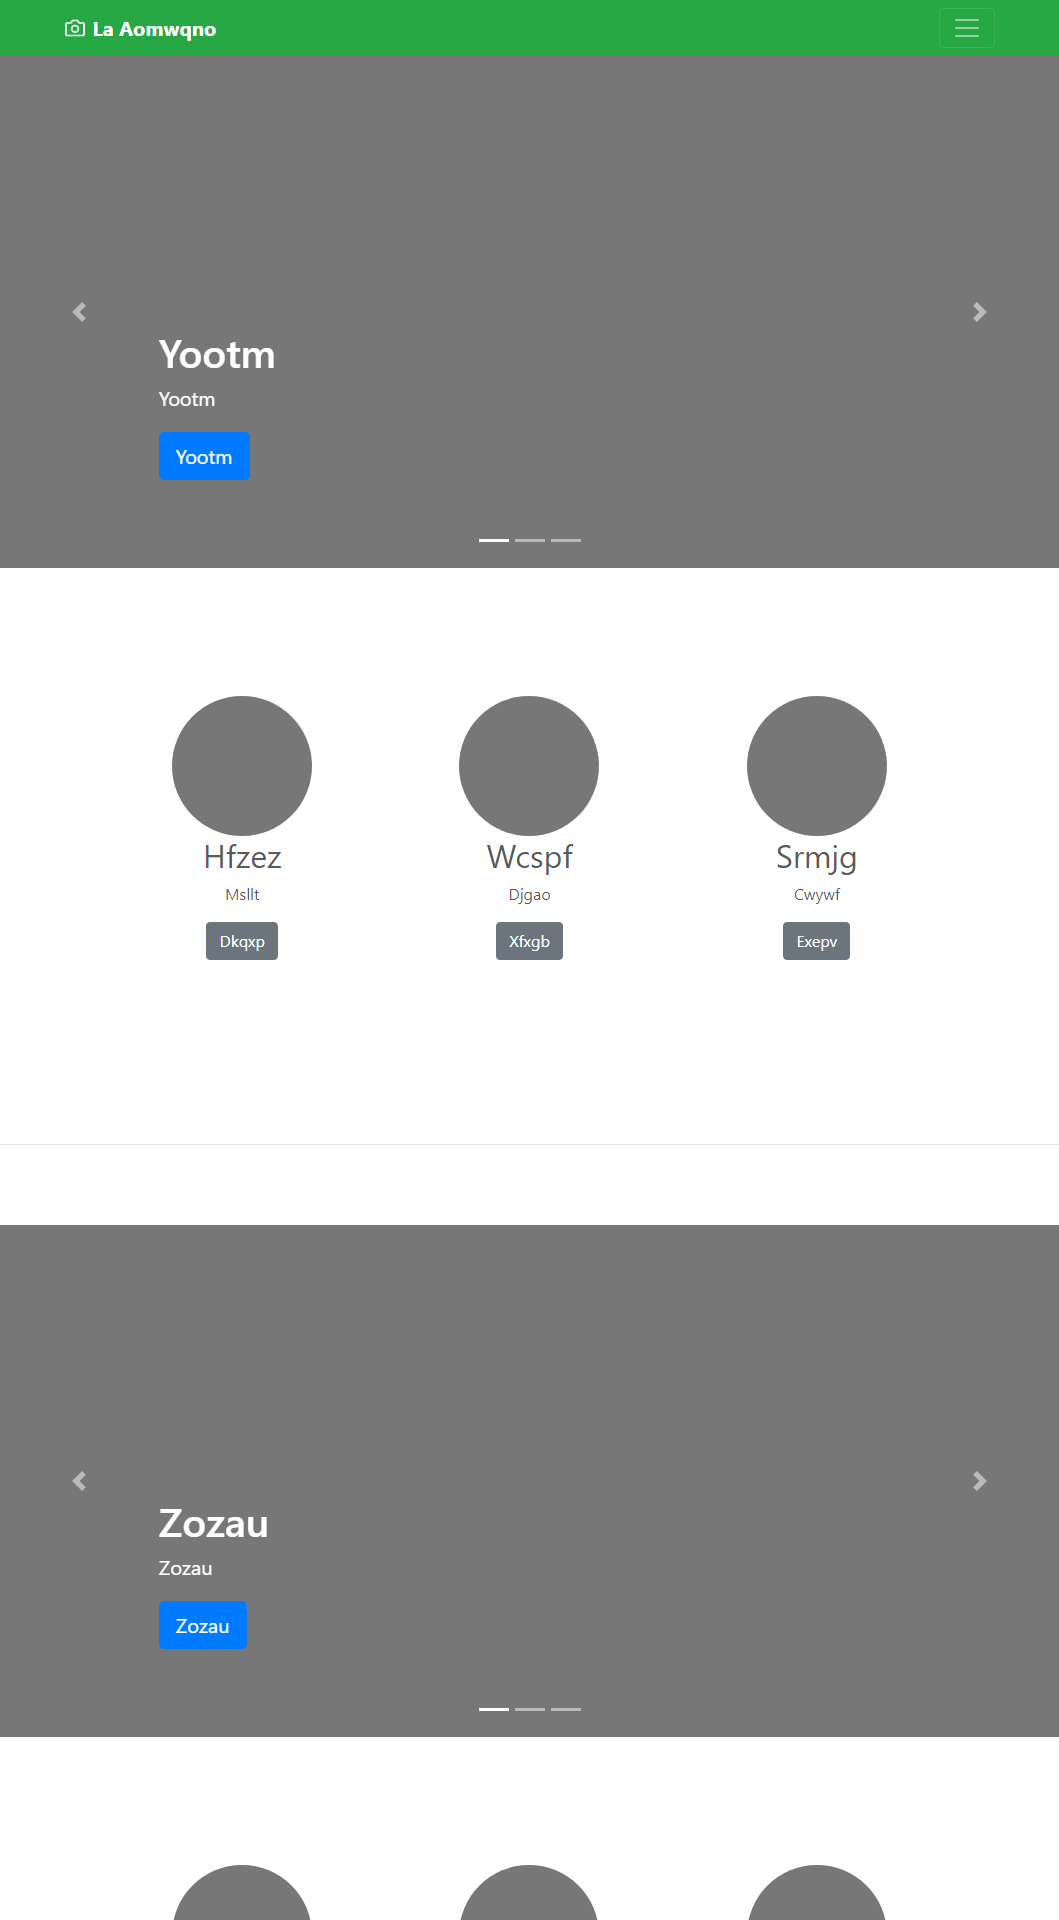 La Aomwqno
Yootm
Yootm
Yootm
Hfzez
Wcspf
Srmjg
Msllt
Djgao
Cwywf
Dkqxp
Xfxgb
Exepv
Zozau
Zozau
Zozau